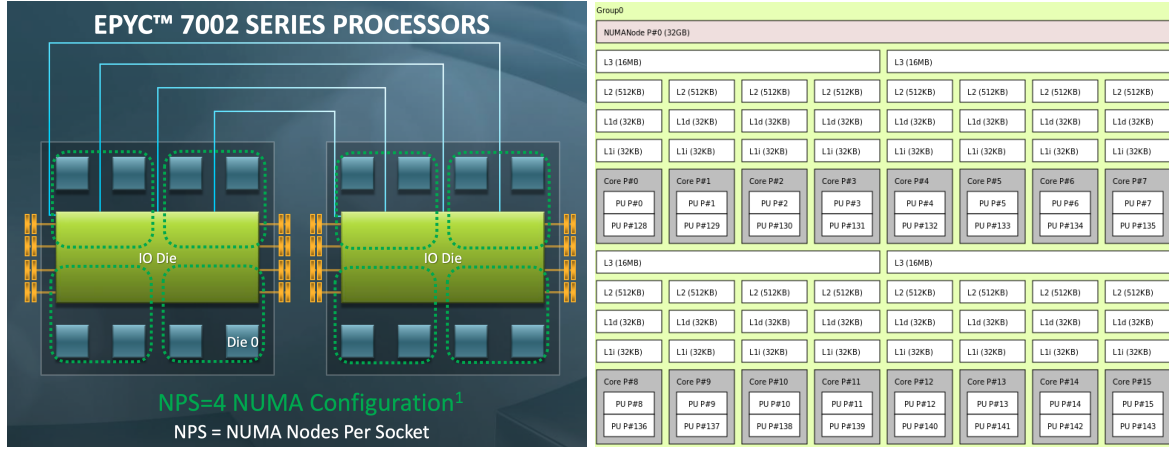 EPYC™ 7002 SERIES PROCESSORS
IO Die
IO Die
Die 0
NPS=4 NUMA Configuration¹
NPS = NUMA Nodes Per Socket
Group0
NUMANode P#0 (32GB)
L3 (16MB) L3 (16MB)
L2 (512KB) L2 (512KB) L2 (512KB) L2 (512KB) L2 (512KB) L2 (512KB) L2 (512KB) L2 (512KB)
L1d (32KB) L1d (32KB) L1d (32KB) L1d (32KB) L1d (32KB) L1d (32KB) L1d (32KB) L1d (32KB)
L1i (32KB) L1i (32KB) L1i (32KB) L1i (32KB) L1i (32KB) L1i (32KB) L1i (32KB) L1i (32KB)
Core P#0 Core P#1 Core P#2 Core P#3 Core P#4 Core P#5 Core P#6 Core P#7
PU P#0 PU P#1 PU P#2 PU P#3 PU P#4 PU P#5 PU P#6 PU P#7
PU P#128 PU P#129 PU P#130 PU P#131 PU P#132 PU P#133 PU P#134 PU P#135
L3 (16MB) L3 (16MB)
L2 (512KB) L2 (512KB) L2 (512KB) L2 (512KB) L2 (512KB) L2 (512KB) L2 (512KB) L2 (512KB)
L1d (32KB) L1d (32KB) L1d (32KB) L1d (32KB) L1d (32KB) L1d (32KB) L1d (32KB) L1d (32KB)
L1i (32KB) L1i (32KB) L1i (32KB) L1i (32KB) L1i (32KB) L1i (32KB) L1i (32KB) L1i (32KB)
Core P#8 Core P#9 Core P#10 Core P#11 Core P#12 Core P#13 Core P#14 Core P#15
PU P#8 PU P#9 PU P#10 PU P#11 PU P#12 PU P#13 PU P#14 PU P#15
PU P#136 PU P#137 PU P#138 PU P#139 PU P#140 PU P#141 PU P#142 PU P#143